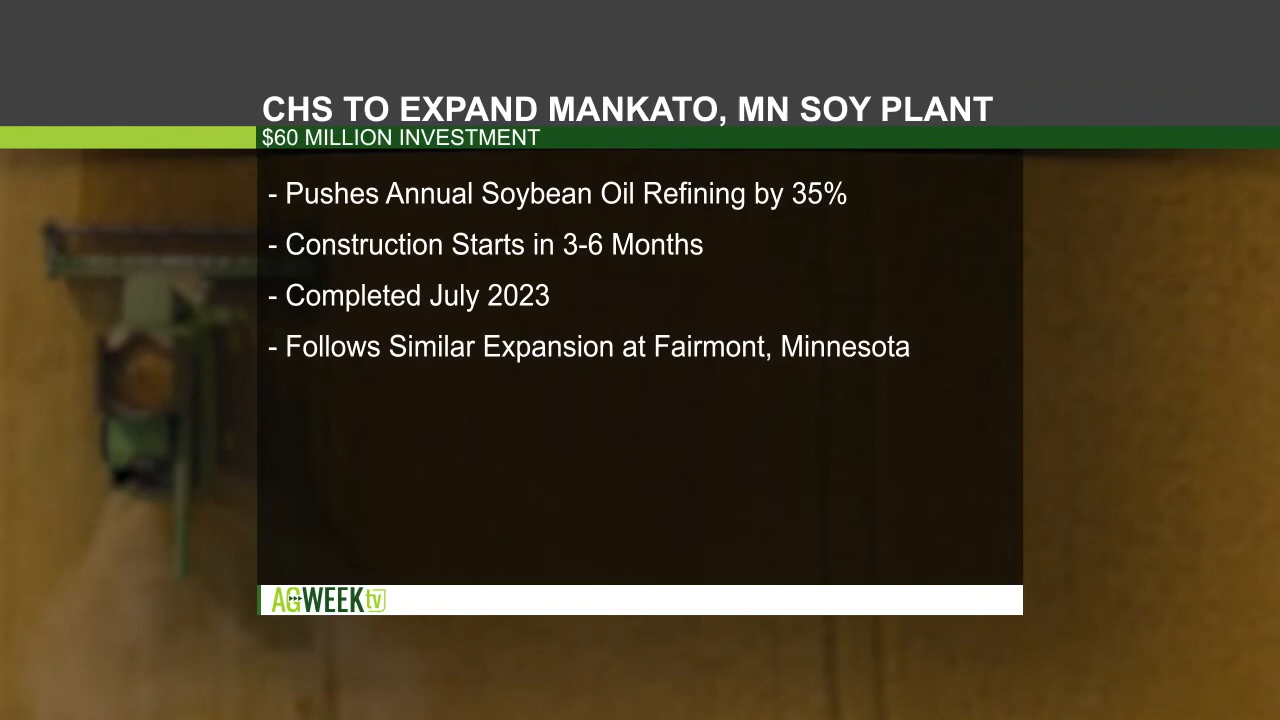 CHS TO EXPAND MANKATO, MN SOY PLANT
$60 MILLION INVESTMENT
- Pushes Annual Soybean Oil Refining by 35%
- Construction Starts in 3-6 Months
- Completed July 2023
- Follows Similar Expansion at Fairmont, Minnesota
AGWEEK tv